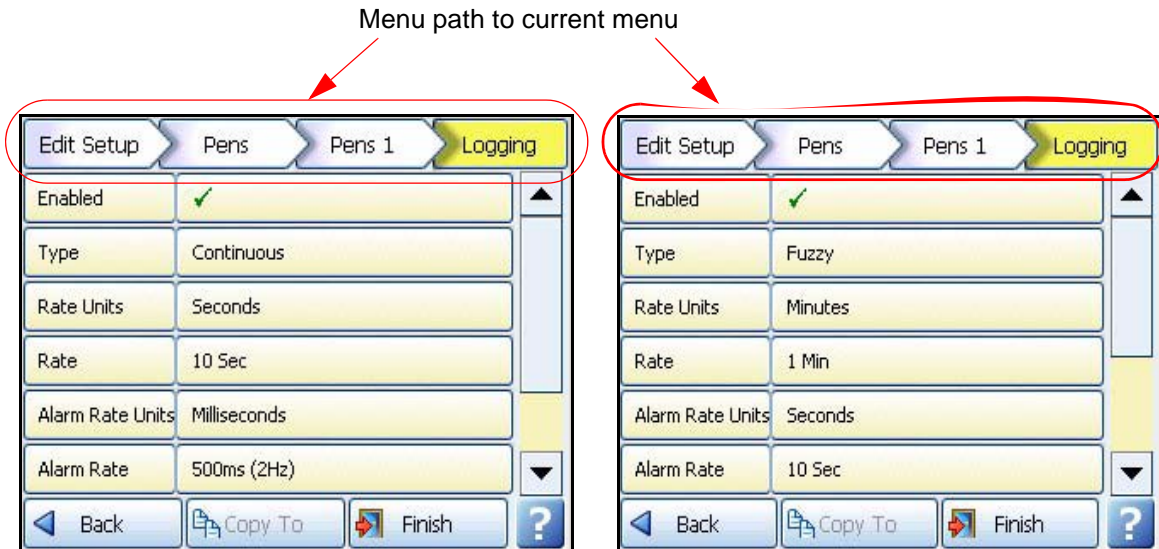 Menu path to current menu
Edit Setup Pens Pens 1 Logging
Enabled
Type Continuous
Rate Units Seconds
Rate 10 Sec
Alarm Rate Units Milliseconds
Alarm Rate 500ms (2Hz)
Back Copy To Finish ?
Edit Setup Pens Pens 1 Logging
Enabled
Type Fuzzy
Rate Units Minutes
Rate 1 Min
Alarm Rate Units Seconds
Alarm Rate 10 Sec
Back Copy To Finish ?